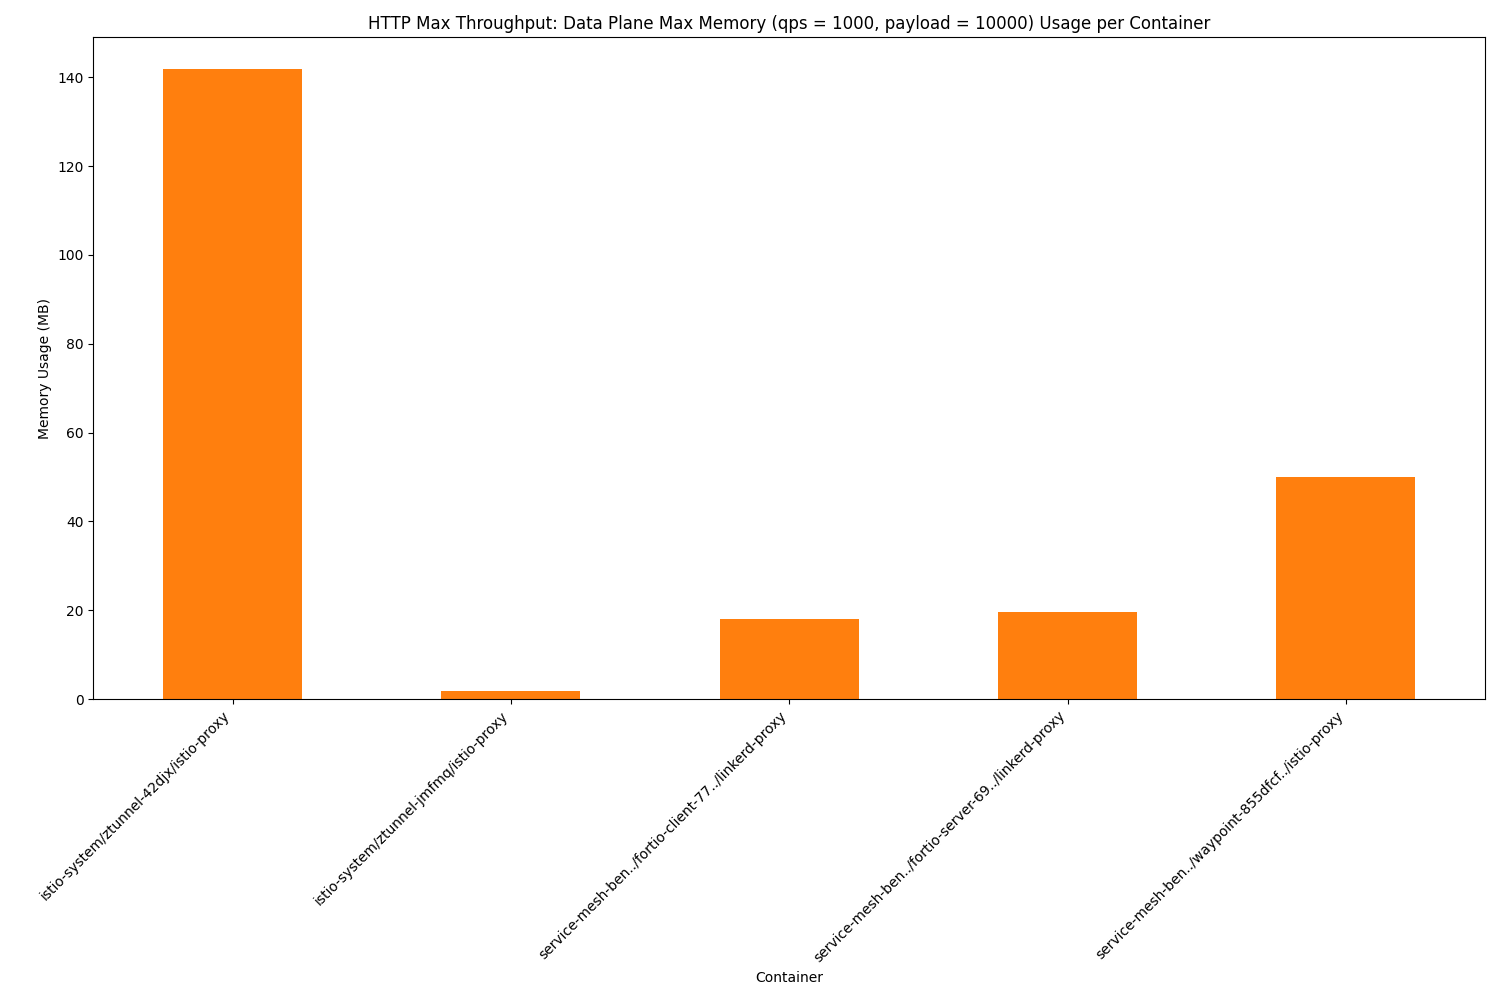 HTTP Max Throughput: Data Plane Max Memory (qps = 1000, payload = 10000) Usage per Container
Memory Usage (MB)
140
120
100
80
60
40
20
0
istio-system/ztunnel-42djx/istio-proxy
istio-system/ztunnel-jmfmq/istio-proxy
service-mesh-ben../fortio-client-77../linkerd-proxy
service-mesh-ben../fortio-server-69../linkerd-proxy
service-mesh-ben../waypoint-855dfcf../istio-proxy
Container